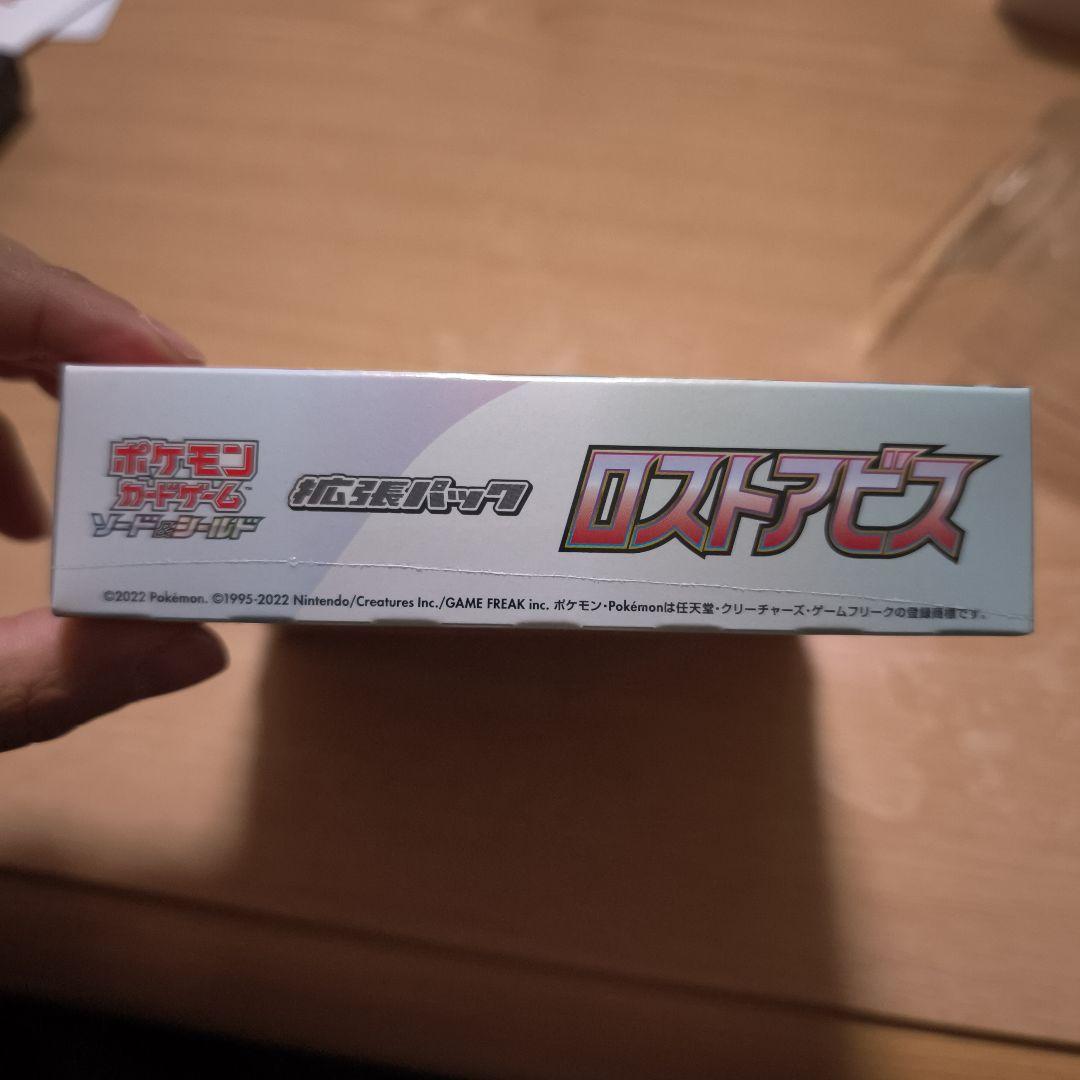 ポケモン
カードゲーム
ソード&シールド
拡張パック
ロストアビス
©2022 Pokémon. ©1995-2022 Nintendo/Creatures Inc./GAME FREAK inc. ポケモン・Pokémonは任天堂・クリーチャーズ・ゲームフリークの登録商標です。